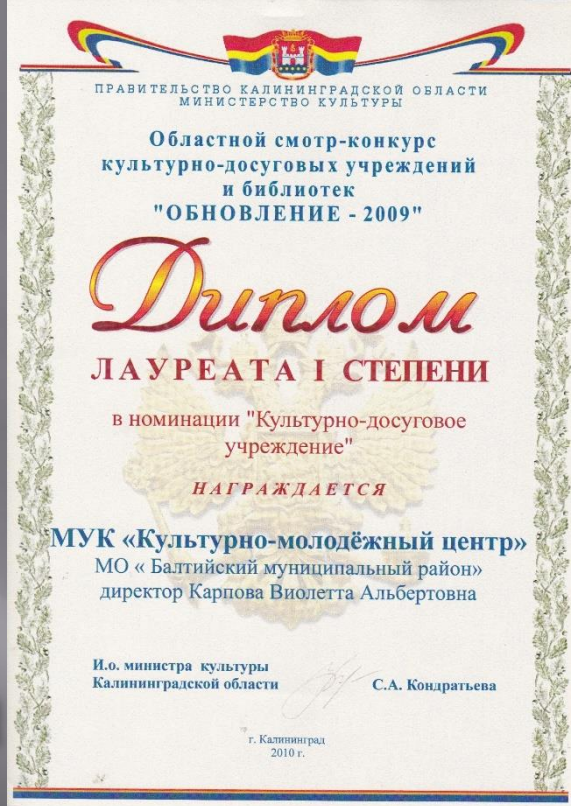 ПРАВИТЕЛЬСТВО КАЛИНИНГРАДСКОЙ ОБЛАСТИ
МИНИСТЕРСТВО КУЛЬТУРЫ
Областной смотр-конкурс
культурно-досуговых учреждений
и библиотек
"ОБНОВЛЕНИЕ - 2009"
Диплом
ЛАУРЕАТА I СТЕПЕНИ
в номинации "Культурно-досуговое
учреждение"
НАГРАЖДАЕТСЯ
МУК «Культурно-молодёжный центр»
МО « Балтийский муниципальный район»
директор Карпова Виолетта Альбертовна
И.о. министра культуры
Калининградской области
С.А. Кондратьева
г. Калининград
2010 г.